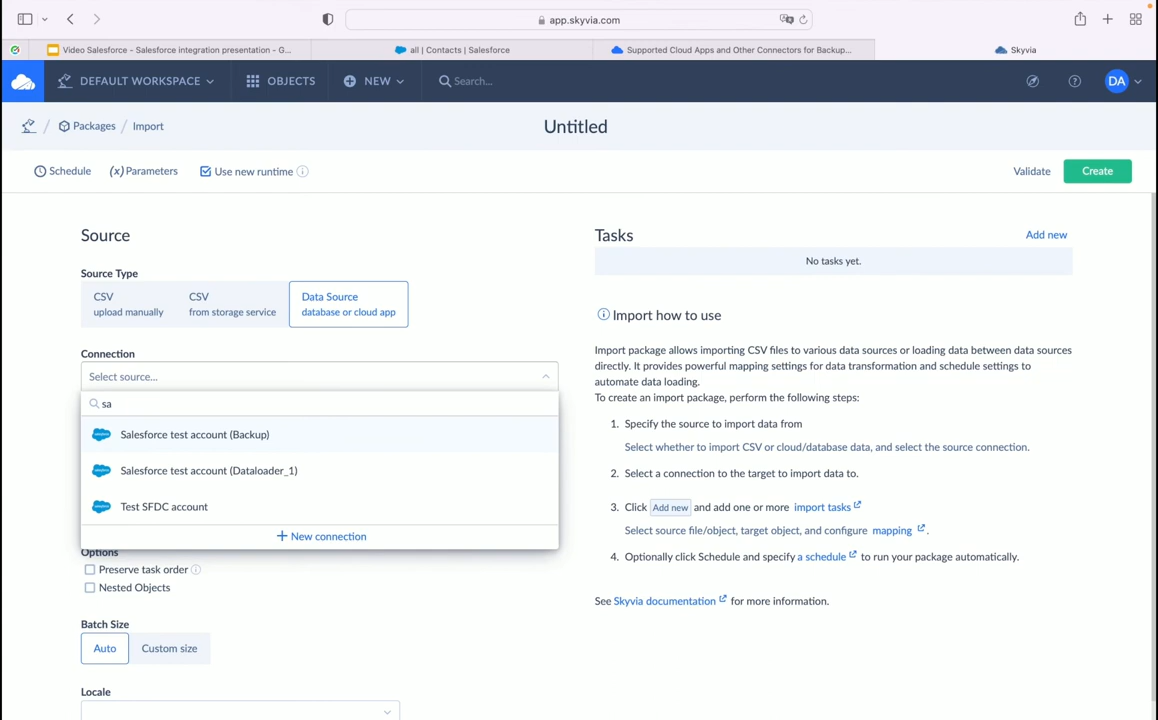 app.skyvia.com
Video Salesforce - Salesforce integration presentation - G...
all | Contacts | Salesforce
Supported Cloud Apps and Other Connectors for Backup...
Skyvia
DEFAULT WORKSPACE
OBJECTS
NEW
Search...
DA
/ Packages / Import
Untitled
Schedule
(x) Parameters
Use new runtime
Validate
Create
Source
Source Type
CSV
upload manually
CSV
from storage service
Data Source
database or cloud app
Connection
Select source...
sa
Salesforce test account (Backup)
Salesforce test account (Dataloader_1)
Test SFDC account
+ New connection
Options
Preserve task order
Nested Objects
Batch Size
Auto
Custom size
Locale
Tasks
Add new
No tasks yet.
Import how to use
Import package allows importing CSV files to various data sources or loading data between data sources
directly. It provides powerful mapping settings for data transformation and schedule settings to
automate data loading.
To create an import package, perform the following steps:
1. Specify the source to import data from
Select whether to import CSV or cloud/database data, and select the source connection.
2. Select a connection to the target to import data to.
3. Click Add new and add one or more import tasks
Select source file/object, target object, and configure mapping .
4. Optionally click Schedule and specify a schedule to run your package automatically.
See Skyvia documentation for more information.